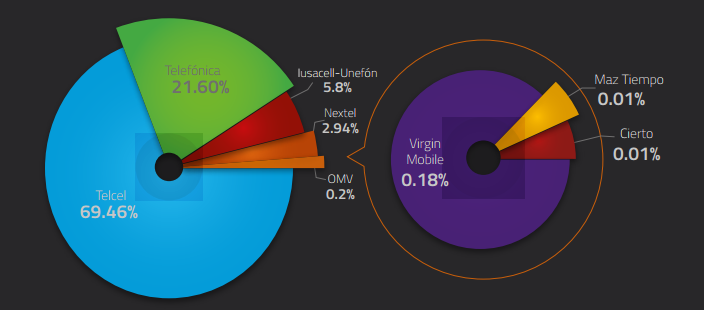 Telefónica
21.60%
Iusacell-Unefón
5.8%
Nextel
2.94%
OMV
0.2%
Telcel
69.46%
Virgin
Mobile
0.18%
Maz Tiempo
0.01%
Cierto
0.01%